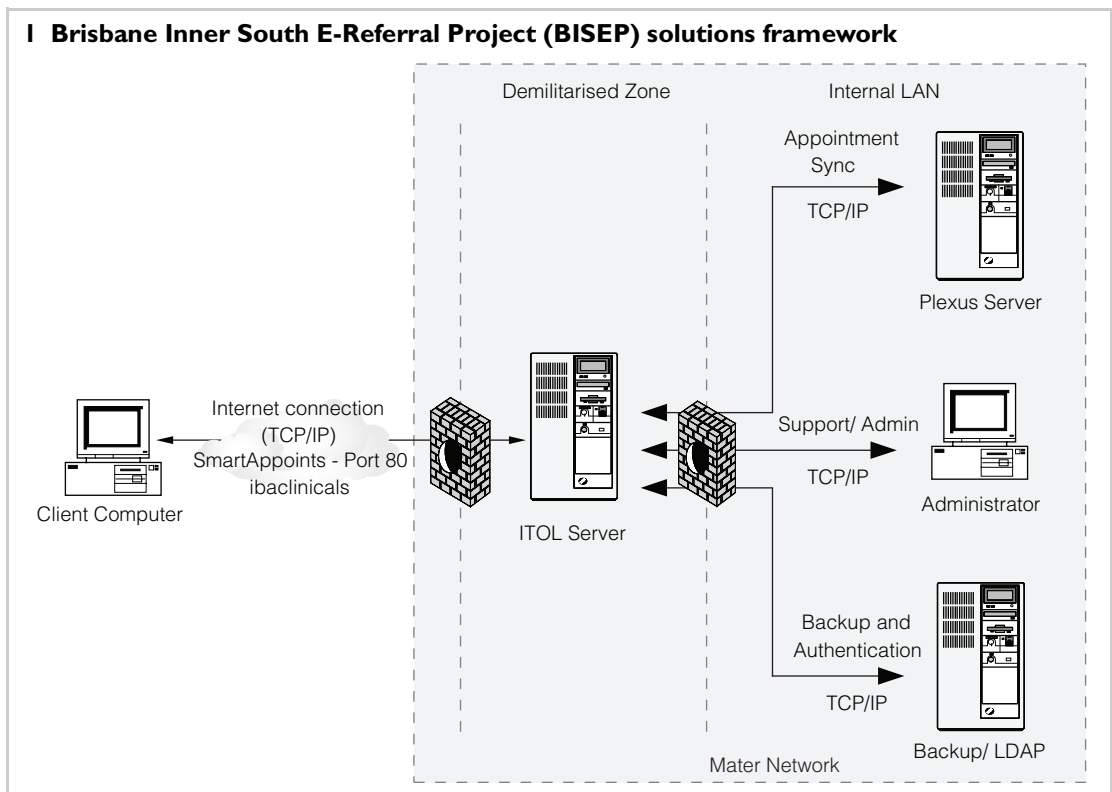 1 Brisbane Inner South E-Referral Project (BISEP) solutions framework
Demilitarised Zone
Internal LAN
Appointment
Sync
TCP/IP
Plexus Server
Internet connection
(TCP/IP)
SmartAppoints - Port 80
ibaclinicals
Client Computer
ITOL Server
Support/ Admin
TCP/IP
Administrator
Backup and
Authentication
TCP/IP
Backup/ LDAP
Mater Network